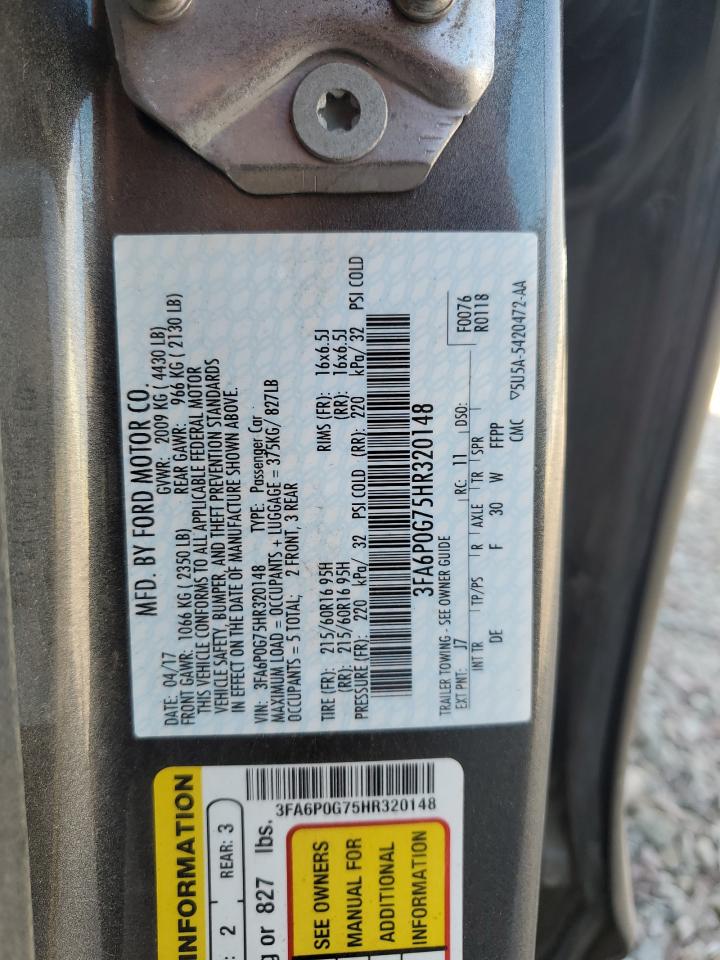 MFD. BY FORD MOTOR CO.
DATE: 04/17 GVWR: 2009 KG ( 4430 LB)
FRONT GAWR: 1066 KG ( 2350 LB) REAR GAWR: 966 KG ( 2130 LB)
THIS VEHICLE CONFORMS TO ALL APPLICABLE FEDERAL MOTOR
VEHICLE SAFETY, BUMPER, AND THEFT PREVENTION STANDARDS
IN EFFECT ON THE DATE OF MANUFACTURE SHOWN ABOVE.
VIN: 3FA6P0G75HR320148 TYPE: Passenger Car
MAXIMUM LOAD = OCCUPANTS + LUGGAGE = 375KG/ 827LB
OCCUPANTS = 5 TOTAL; 2 FRONT, 3 REAR
TIRE (FR): 215/60R16 95H RIMS (FR): 16x6.5J
(RR): 215/60R16 95H (RR): 16x6.5J
PRESSURE (FR): 220 kPa/ 32 PSI COLD (RR): 220 kPa/ 32 PSI COLD
3FA6P0G75HR320148
F0076
R0118
TRAILER TOWING - SEE OWNER GUIDE
EXT PNT: J7 RC: 11 DSO:
INT TR TP/PS R AXLE TR SPR
DE F 30 W FFPP
CMC ▽5U5A-5420472-AA
INFORMATION
: 2 REAR: 3
g or 827 lbs.
3FA6P0G75HR320148
SEE OWNERS
MANUAL FOR
ADDITIONAL
INFORMATION